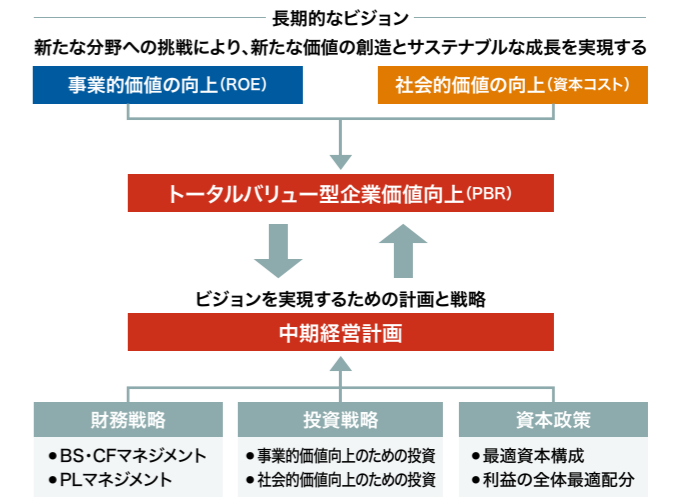 長期的なビジョン
新たな分野への挑戦により、新たな価値の創造とサステナブルな成長を実現する
事業的価値の向上(ROE)
社会的価値の向上(資本コスト)
トータルバリュー型企業価値向上(PBR)
ビジョンを実現するための計画と戦略
中期経営計画
財務戦略
●BS・CFマネジメント
●PLマネジメント
投資戦略
●事業的価値向上のための投資
●社会的価値向上のための投資
資本政策
●最適資本構成
●利益の全体最適配分